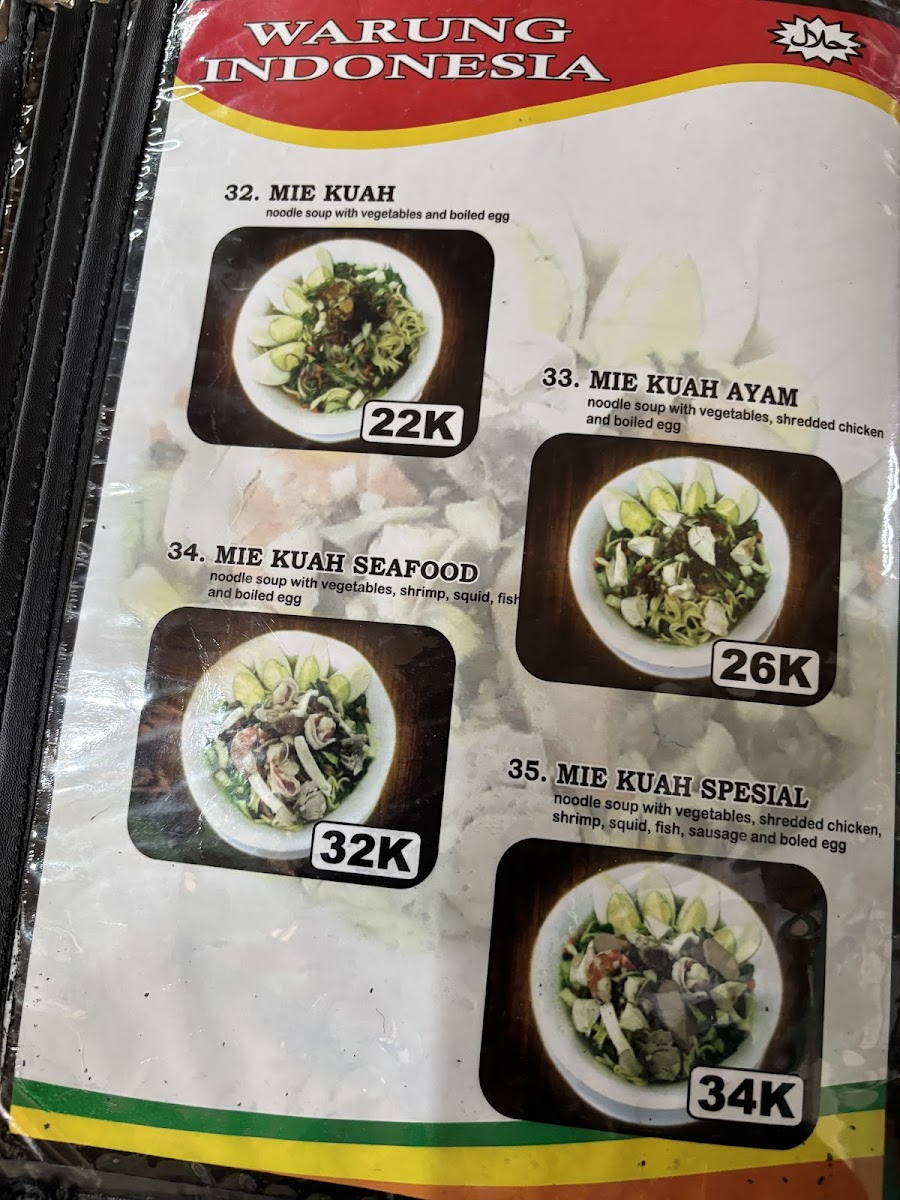 WARUNG
INDONESIA
حلال
32. MIE KUAH
noodle soup with vegetables and boiled egg
22K
33. MIE KUAH AYAM
noodle soup with vegetables, shredded chicken
and boiled egg
26K
34. MIE KUAH SEAFOOD
noodle soup with vegetables, shrimp, squid, fish
and boiled egg
32K
35. MIE KUAH SPESIAL
noodle soup with vegetables, shredded chicken,
shrimp, squid, fish, sausage and boled egg
34K